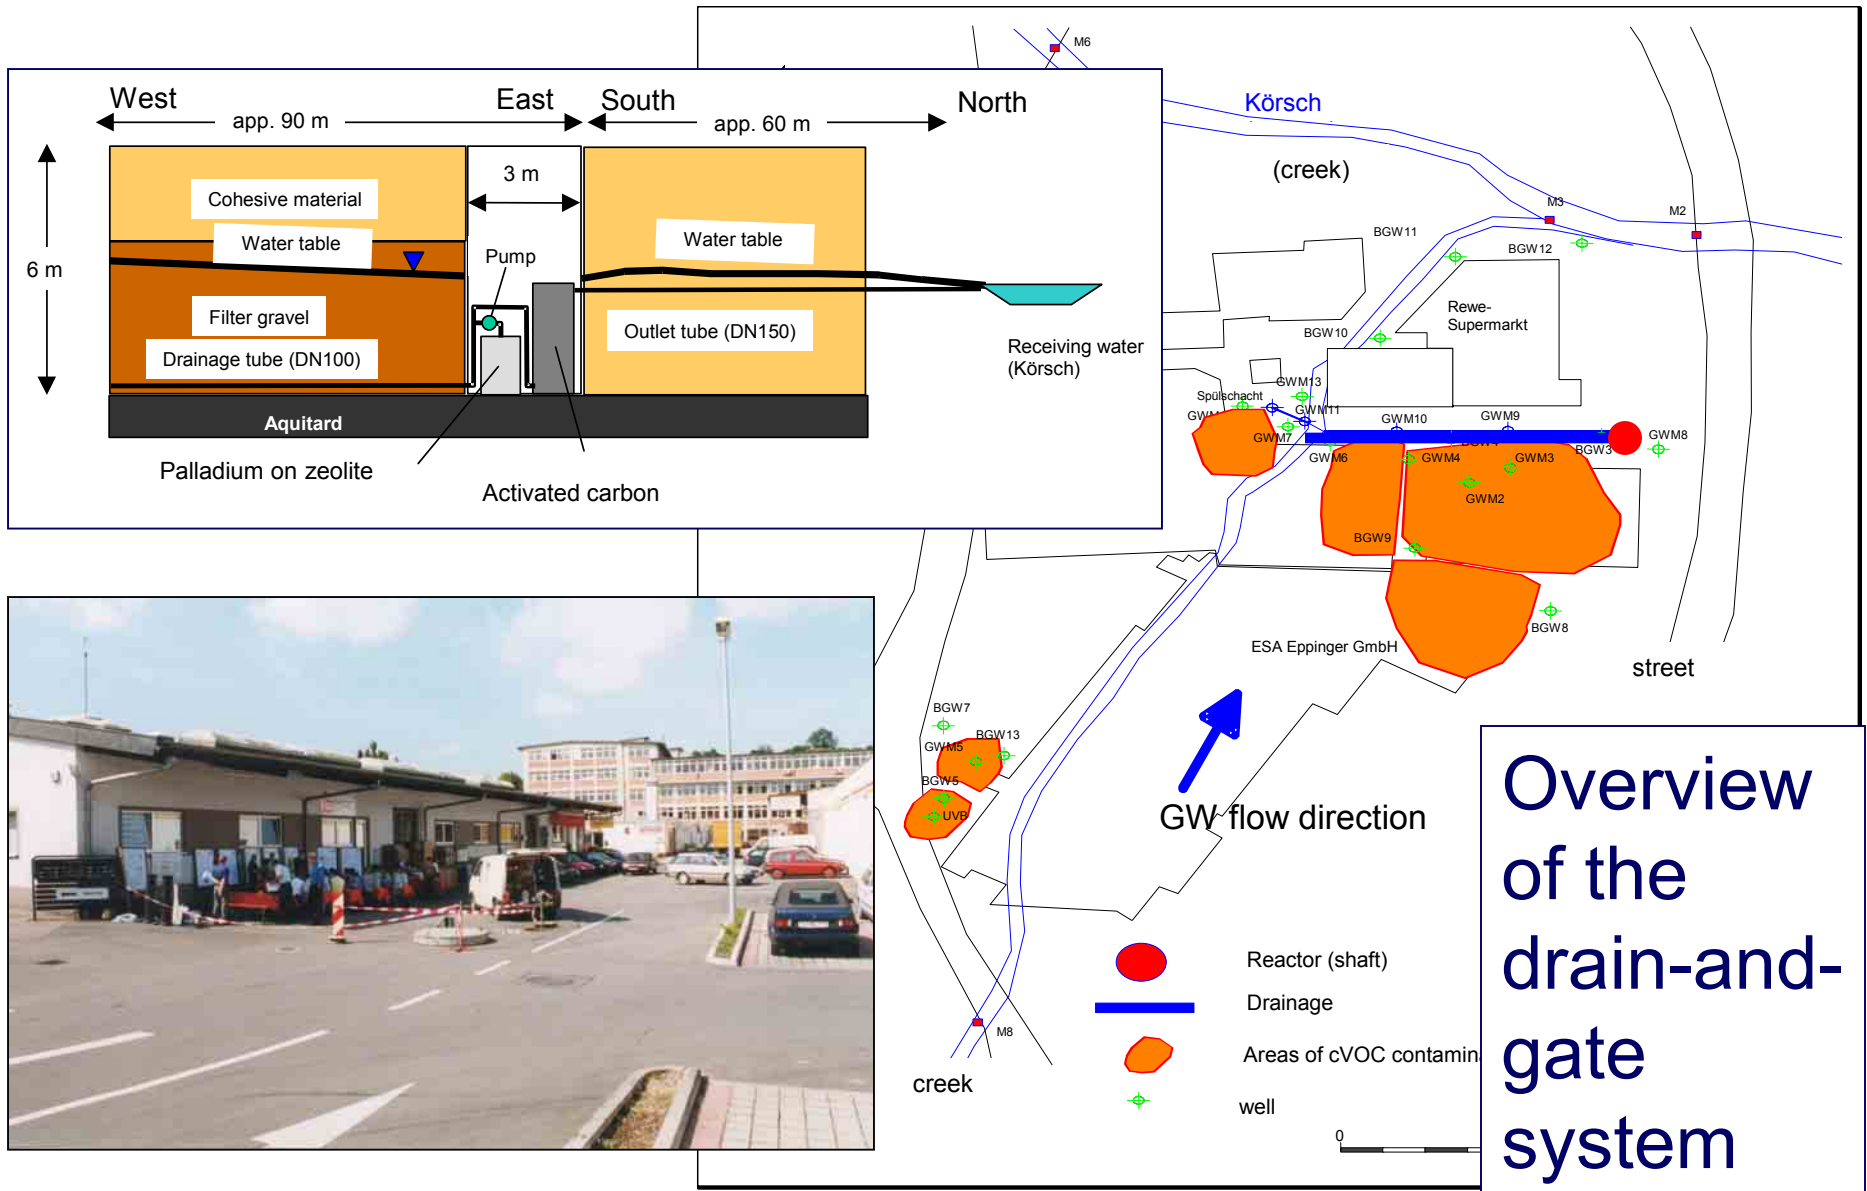 West
East
South
North
app. 90 m
app. 60 m
3 m
6 m
Cohesive material
Water table
Water table
Pump
Filter gravel
Drainage tube (DN100)
Outlet tube (DN150)
Receiving water
(Körsch)
Aquitard
Palladium on zeolite
Activated carbon
M6
Körsch
(creek)
M3
M2
BGW11
BGW12
Rewe-
Supermarkt
BGW10
GWM13
Spülschacht
GWM11
GWM10
GWM9
GWM7
GWM6
GWM4
GWM3
BGW3
GWM8
GWM2
BGW9
BGW8
ESA Eppinger GmbH
street
BGW7
BGW13
GWM5
BGW5
UVB
GW flow direction
Reactor (shaft)
Drainage
Areas of cVOC contamin
well
M8
creek
0
Overview
of the
drain-and-
gate
system